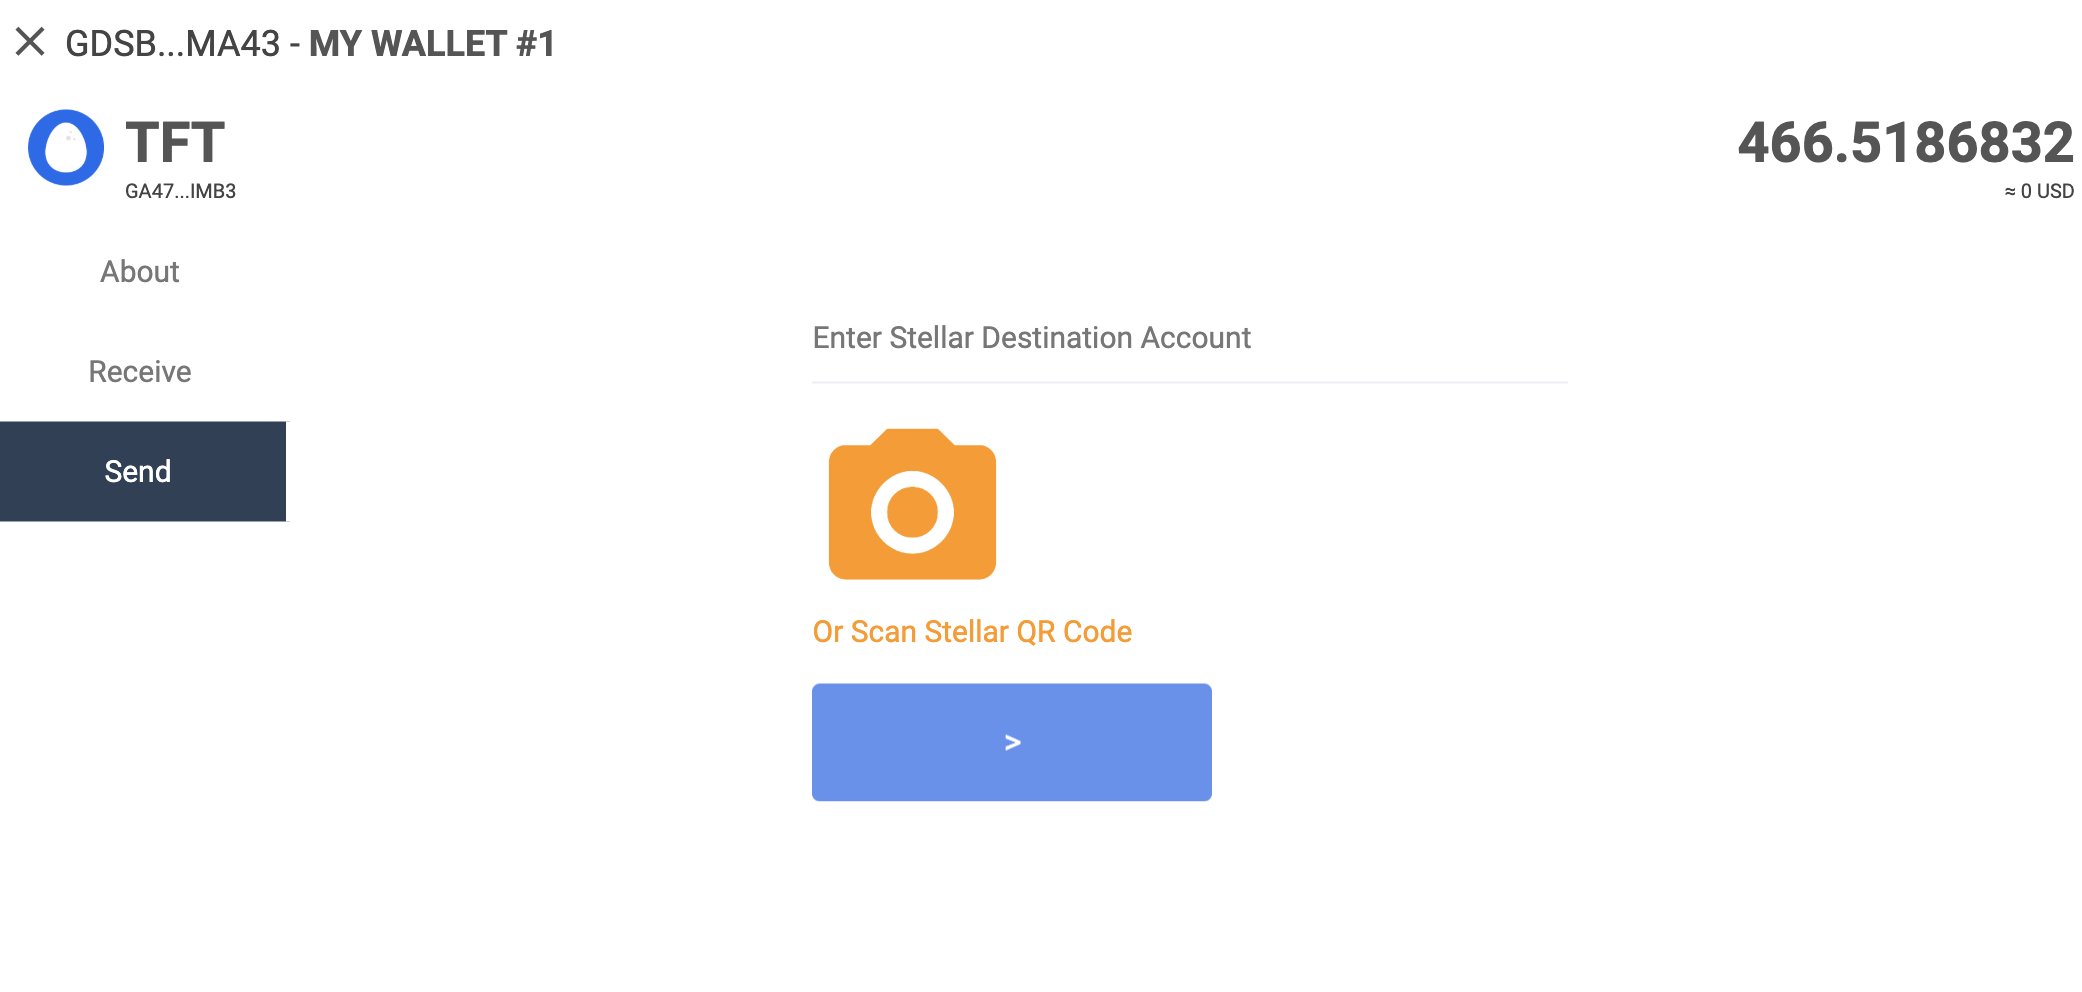 GDSB...MA43 - MY WALLET #1
TFT
466.5186832
GA47...IMB3
≈ 0 USD
About
Enter Stellar Destination Account
Receive
Send
Or Scan Stellar QR Code
>